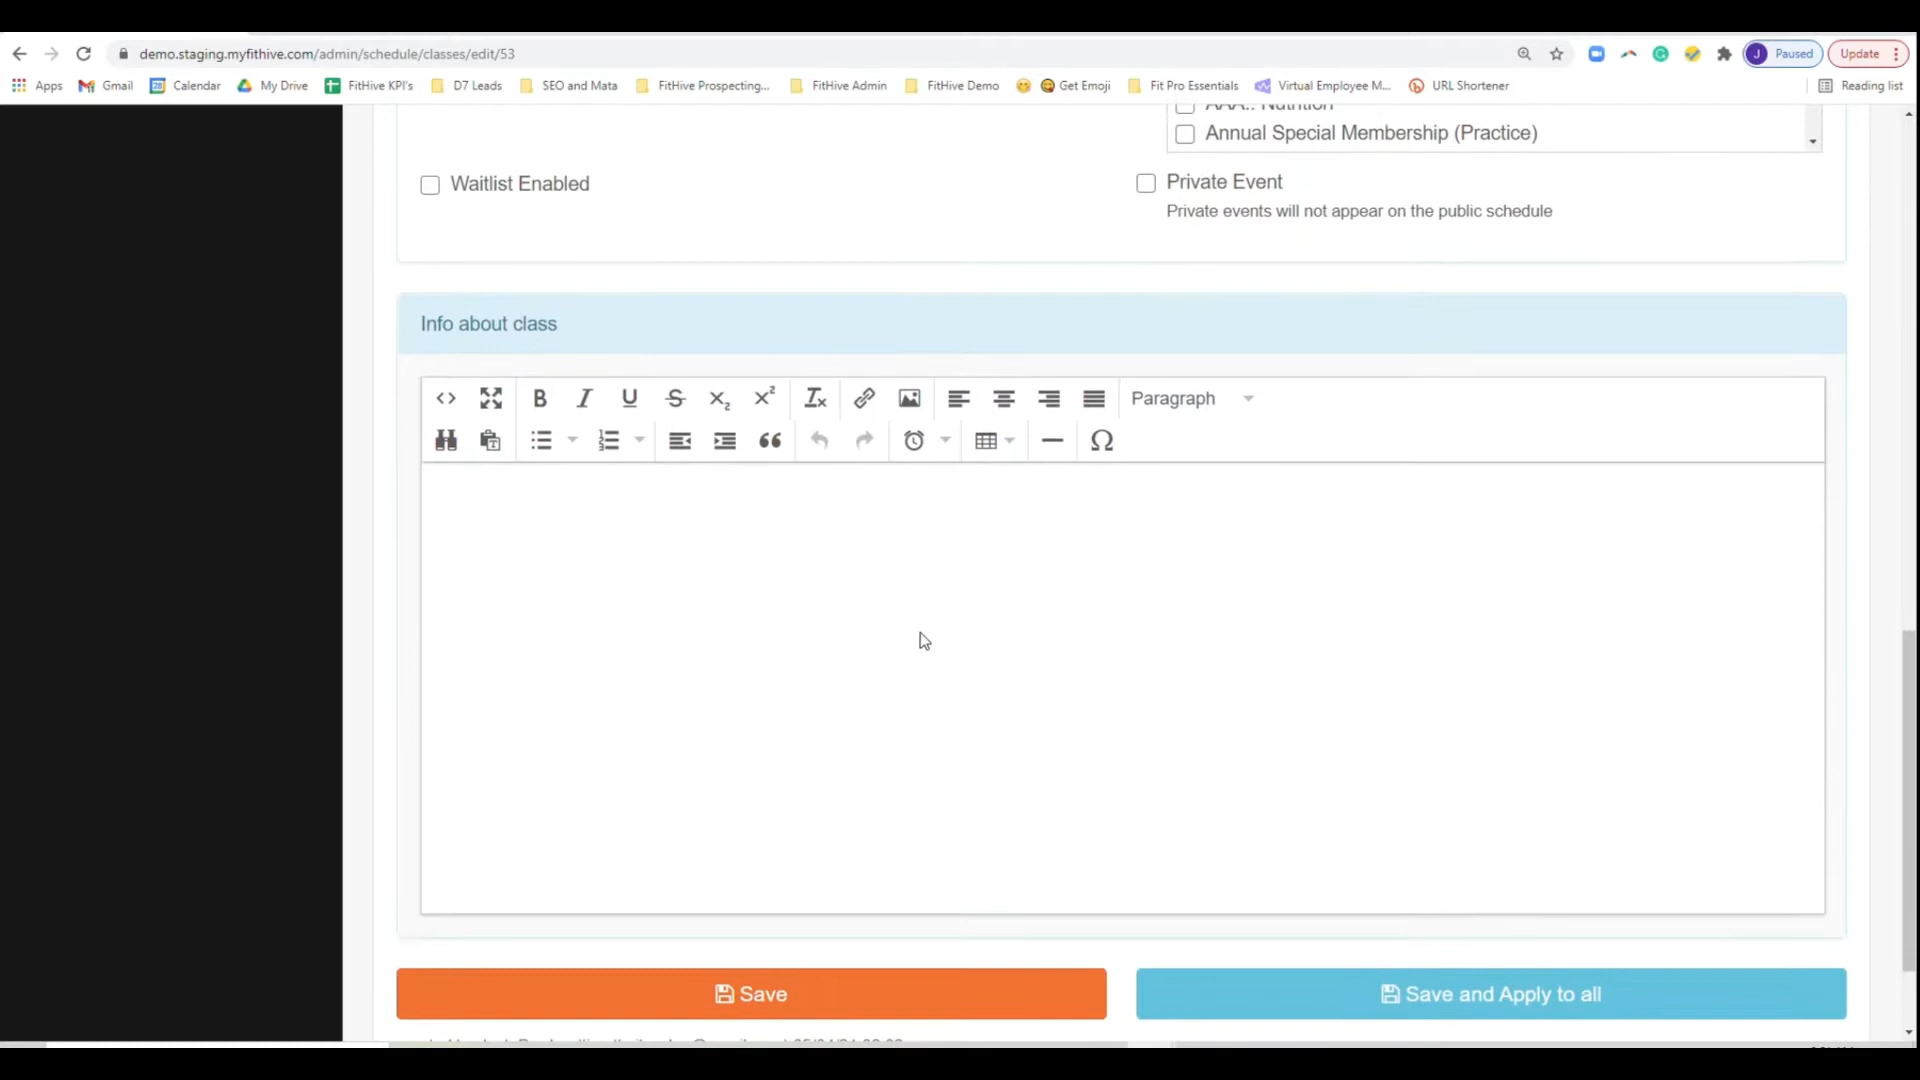 demo.staging.myfithive.com/admin/schedule/classes/edit/53
J Paused
Update
Apps
Gmail
Calendar
My Drive
FitHive KPI's
D7 Leads
SEO and Mata
FitHive Prospecting...
FitHive Admin
FitHive Demo
Get Emoji
Fit Pro Essentials
Virtual Employee M...
URL Shortener
Reading list
AAA.. Nutrition
Annual Special Membership (Practice)
Waitlist Enabled
Private Event
Private events will not appear on the public schedule
Info about class
Paragraph
Save
Save and Apply to all